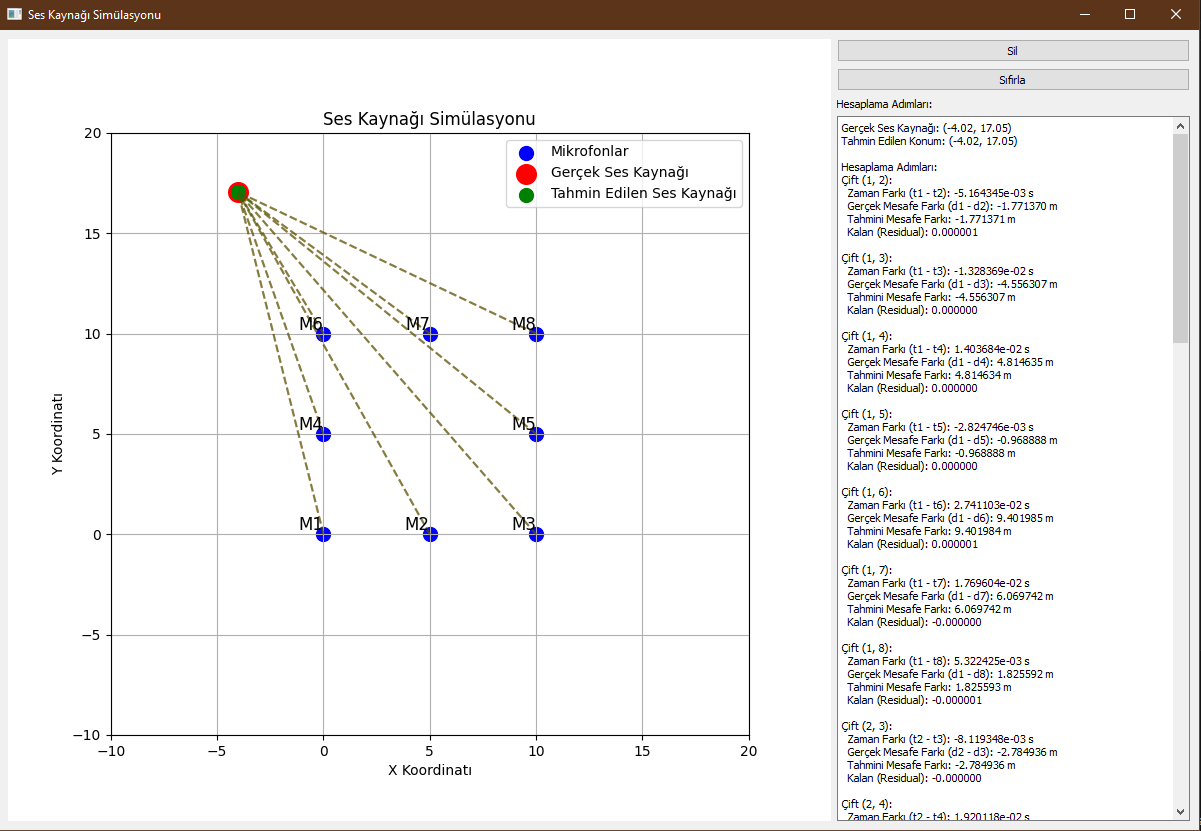 Ses Kaynağı Simülasyonu
Ses Kaynağı Simülasyonu
20
15
10
5
0
−5
−10
−10
−5
0
5
10
15
20
Y Koordinatı
X Koordinatı
Mikrofonlar
Gerçek Ses Kaynağı
Tahmin Edilen Ses Kaynağı
M6
M7
M8
M4
M5
M1
M2
M3
Sil
Sıfırla
Hesaplama Adımları:
Gerçek Ses Kaynağı: (-4.02, 17.05)
Tahmin Edilen Konum: (-4.02, 17.05)
Hesaplama Adımları:
Çift (1, 2):
Zaman Farkı (t1 - t2): -5.164345e-03 s
Gerçek Mesafe Farkı (d1 - d2): -1.771370 m
Tahmini Mesafe Farkı: -1.771371 m
Kalan (Residual): 0.000001
Çift (1, 3):
Zaman Farkı (t1 - t3): -1.328369e-02 s
Gerçek Mesafe Farkı (d1 - d3): -4.556307 m
Tahmini Mesafe Farkı: -4.556307 m
Kalan (Residual): 0.000000
Çift (1, 4):
Zaman Farkı (t1 - t4): 1.403684e-02 s
Gerçek Mesafe Farkı (d1 - d4): 4.814635 m
Tahmini Mesafe Farkı: 4.814634 m
Kalan (Residual): 0.000000
Çift (1, 5):
Zaman Farkı (t1 - t5): -2.824746e-03 s
Gerçek Mesafe Farkı (d1 - d5): -0.968888 m
Tahmini Mesafe Farkı: -0.968888 m
Kalan (Residual): 0.000000
Çift (1, 6):
Zaman Farkı (t1 - t6): 2.741103e-02 s
Gerçek Mesafe Farkı (d1 - d6): 9.401985 m
Tahmini Mesafe Farkı: 9.401984 m
Kalan (Residual): 0.000001
Çift (1, 7):
Zaman Farkı (t1 - t7): 1.769604e-02 s
Gerçek Mesafe Farkı (d1 - d7): 6.069742 m
Tahmini Mesafe Farkı: 6.069742 m
Kalan (Residual): -0.000000
Çift (1, 8):
Zaman Farkı (t1 - t8): 5.322425e-03 s
Gerçek Mesafe Farkı (d1 - d8): 1.825592 m
Tahmini Mesafe Farkı: 1.825593 m
Kalan (Residual): -0.000001
Çift (2, 3):
Zaman Farkı (t2 - t3): -8.119348e-03 s
Gerçek Mesafe Farkı (d2 - d3): -2.784936 m
Tahmini Mesafe Farkı: -2.784936 m
Kalan (Residual): -0.000000
Çift (2, 4):
Zaman Farkı (t2 - t4): 1.920118e-02 s